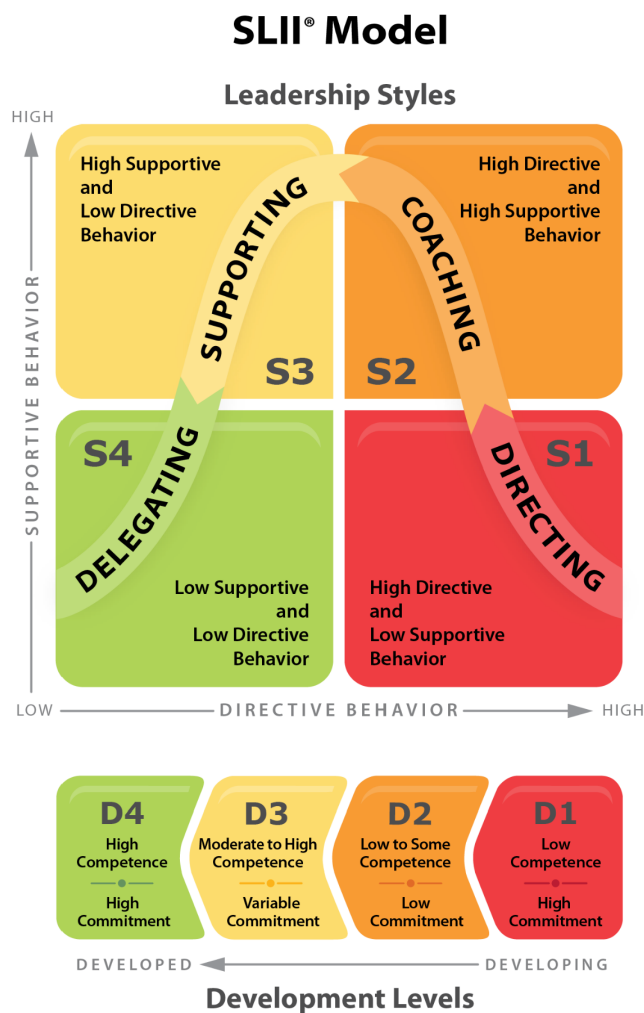 SLII® Model
Leadership Styles
HIGH
SUPPORTIVE BEHAVIOR
High Supportive
and
Low Directive
Behavior
SUPPORTING
S3
High Directive
and
High Supportive
Behavior
COACHING
S2
S4
DELEGATING
Low Supportive
and
Low Directive
Behavior
S1
DIRECTING
High Directive
and
Low Supportive
Behavior
LOW
DIRECTIVE BEHAVIOR
HIGH
D4
High
Competence
High
Commitment
D3
Moderate to High
Competence
Variable
Commitment
D2
Low to Some
Competence
Low
Commitment
D1
Low
Competence
High
Commitment
DEVELOPED
DEVELOPING
Development Levels